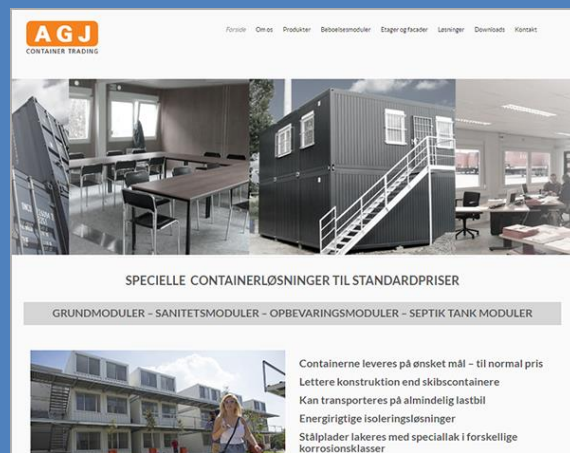 AGJ
CONTAINER TRADING
Forside Om os Produkter Beboelsesmoduler Etager og facader Løsninger Downloads Kontakt
SPECIELLE CONTAINERLØSNINGER TIL STANDARDPRISER
GRUNDMODULER – SANITETSMODULER – OPBEVARINGSMODULER – SEPTIK TANK MODULER
Containerne leveres på ønsket mål – til normal pris
Lettere konstruktion end skibscontainere
Kan transporteres på almindelig lastbil
Energirigtige isoleringsløsninger
Stålplader lakeres med speciallak i forskellige
korrosionsklasser